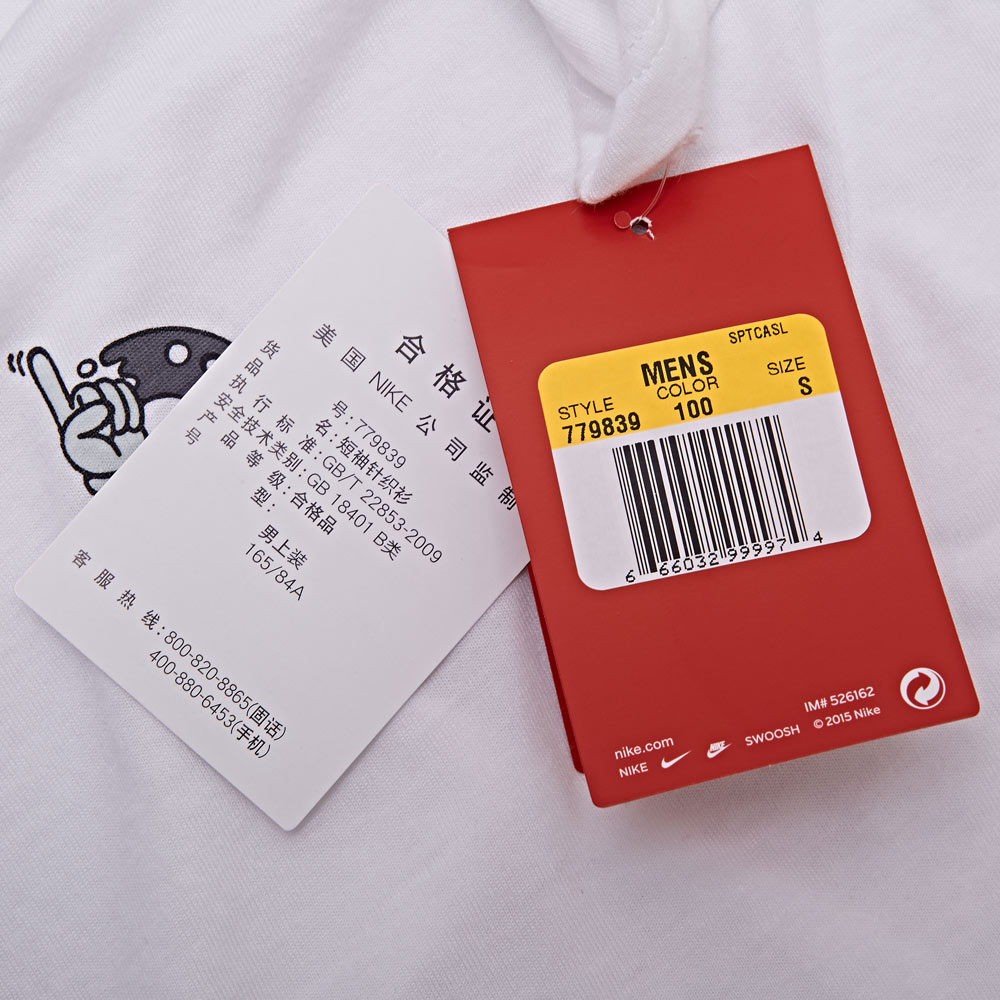 合格证
美国NIKE公司监制
货号:779839
品名:短袖针织衫
执行标准:GB/T 22853-2009
安全技术类别:GB 18401 B类
产品等级:合格品
号型:
男上装
165/84A
客服热线:800-820-8865(固话)
400-880-6453(手机)
SPTCASL
MENS
STYLE COLOR SIZE
779839 100 S
6 66032 99997 4
IM# 526162
nike.com © 2015 Nike
NIKE NIKE SWOOSH